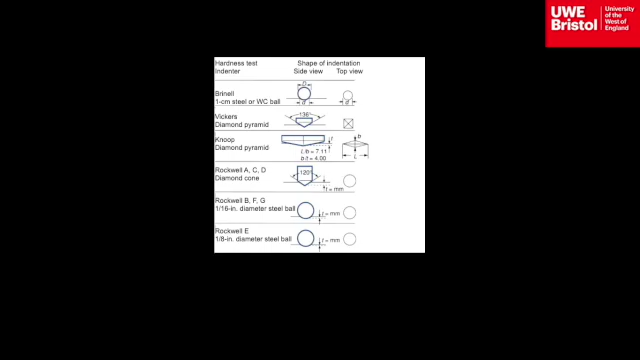 UWE
Bristol
University
of the
West of
England
Hardness test
Indenter
Shape of indentation
Side view Top view
Brinell
1-cm steel or WC ball
D
d
d
Vickers
Diamond pyramid
136°
Knoop
Diamond pyramid
t
L/b = 7.11
b/t = 4.00
b
L
Rockwell A, C, D
Diamond cone
120°
t = mm
Rockwell B, F, G
1/16-in. diameter steel ball
t = mm
Rockwell E
1/8-in. diameter steel ball
t = mm